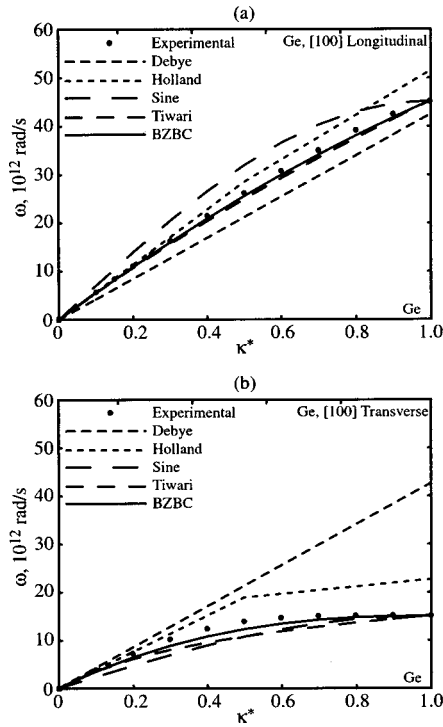 (a)
60
50
40
30
20
10
0
ω, 10¹² rad/s
Experimental
Debye
Holland
Sine
Tiwari
BZBC
Ge, [100] Longitudinal
Ge
0 0.2 0.4 0.6 0.8 1.0
κ*
(b)
60
50
40
30
20
10
0
ω, 10¹² rad/s
Experimental
Debye
Holland
Sine
Tiwari
BZBC
Ge, [100] Transverse
Ge
0 0.2 0.4 0.6 0.8 1.0
κ*